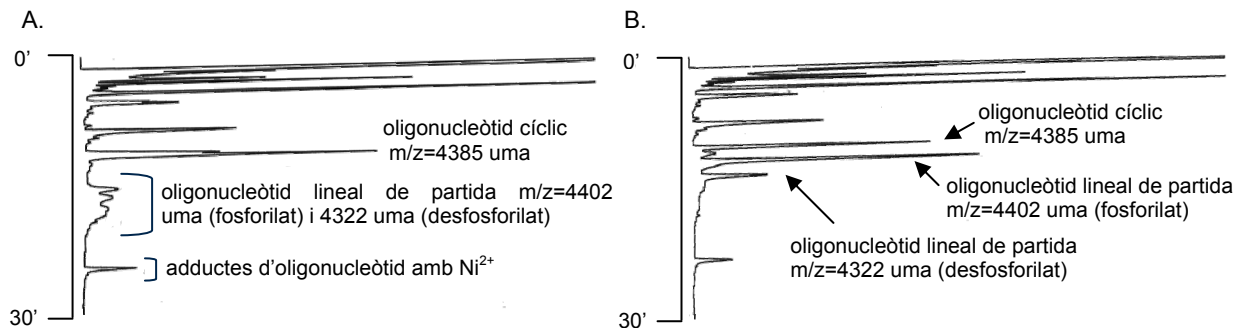 A.
0'
oligonucleòtid cíclic
m/z=4385 uma
oligonucleòtid lineal de partida m/z=4402
uma (fosforilat) i 4322 uma (desfosforilat)
adductes d'oligonucleòtid amb Ni2+
30'
B.
0'
oligonucleòtid cíclic
m/z=4385 uma
oligonucleòtid lineal de partida
m/z=4402 uma (fosforilat)
oligonucleòtid lineal de partida
m/z=4322 uma (desfosforilat)
30'